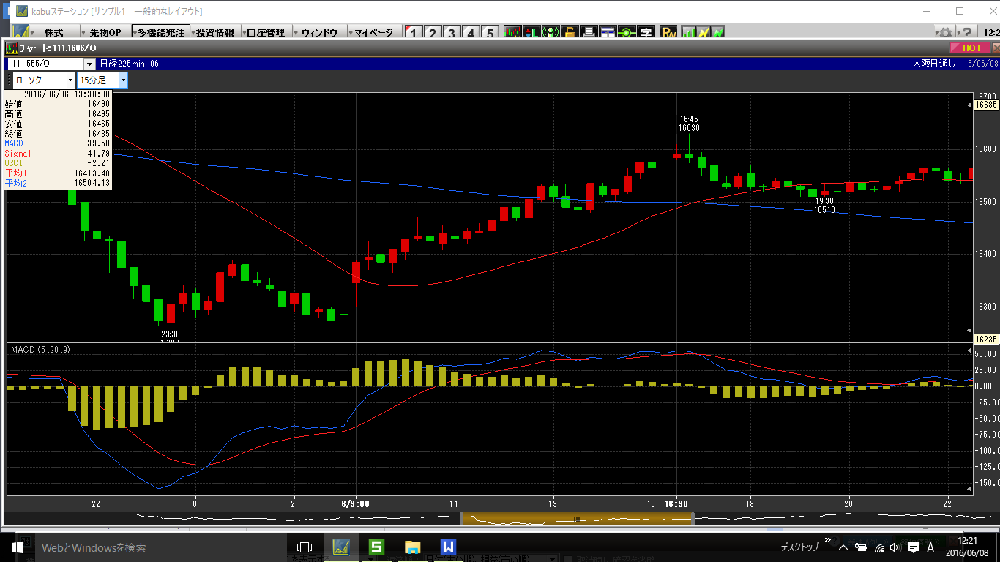 kabuステーション [サンプル1 一般的なレイアウト]
株式 先物OP 多機能発注 投資情報 口座管理 ウィンドウ マイページ 1 2 3 4 5 字 12:2
チャート: 111.1606/O HOT
111.555/O 日経225mini 06 大阪日通し 16/06/08
ローソク 15分足
2016/06/06 13:30:00
始値 16490
高値 16495
安値 16465
終値 16485
MACD 39.58
Signal 41.79
OSCI -2.21
平均1 16413.40
平均2 16504.13
16700
16685
16:45
16630
16600
16500
19:30
16510
16400
16300
23:30
16235
MACD (5 ,20 ,9)
50.00
25.00
0.00
-25.00
-50.00
-75.00
-100.0
-125.0
-150.0
22 0 2 6/9:00 11 13 15 16:30 18 20 22
WebとWindowsを検索 デスクトップ A 12:21
2016/06/08